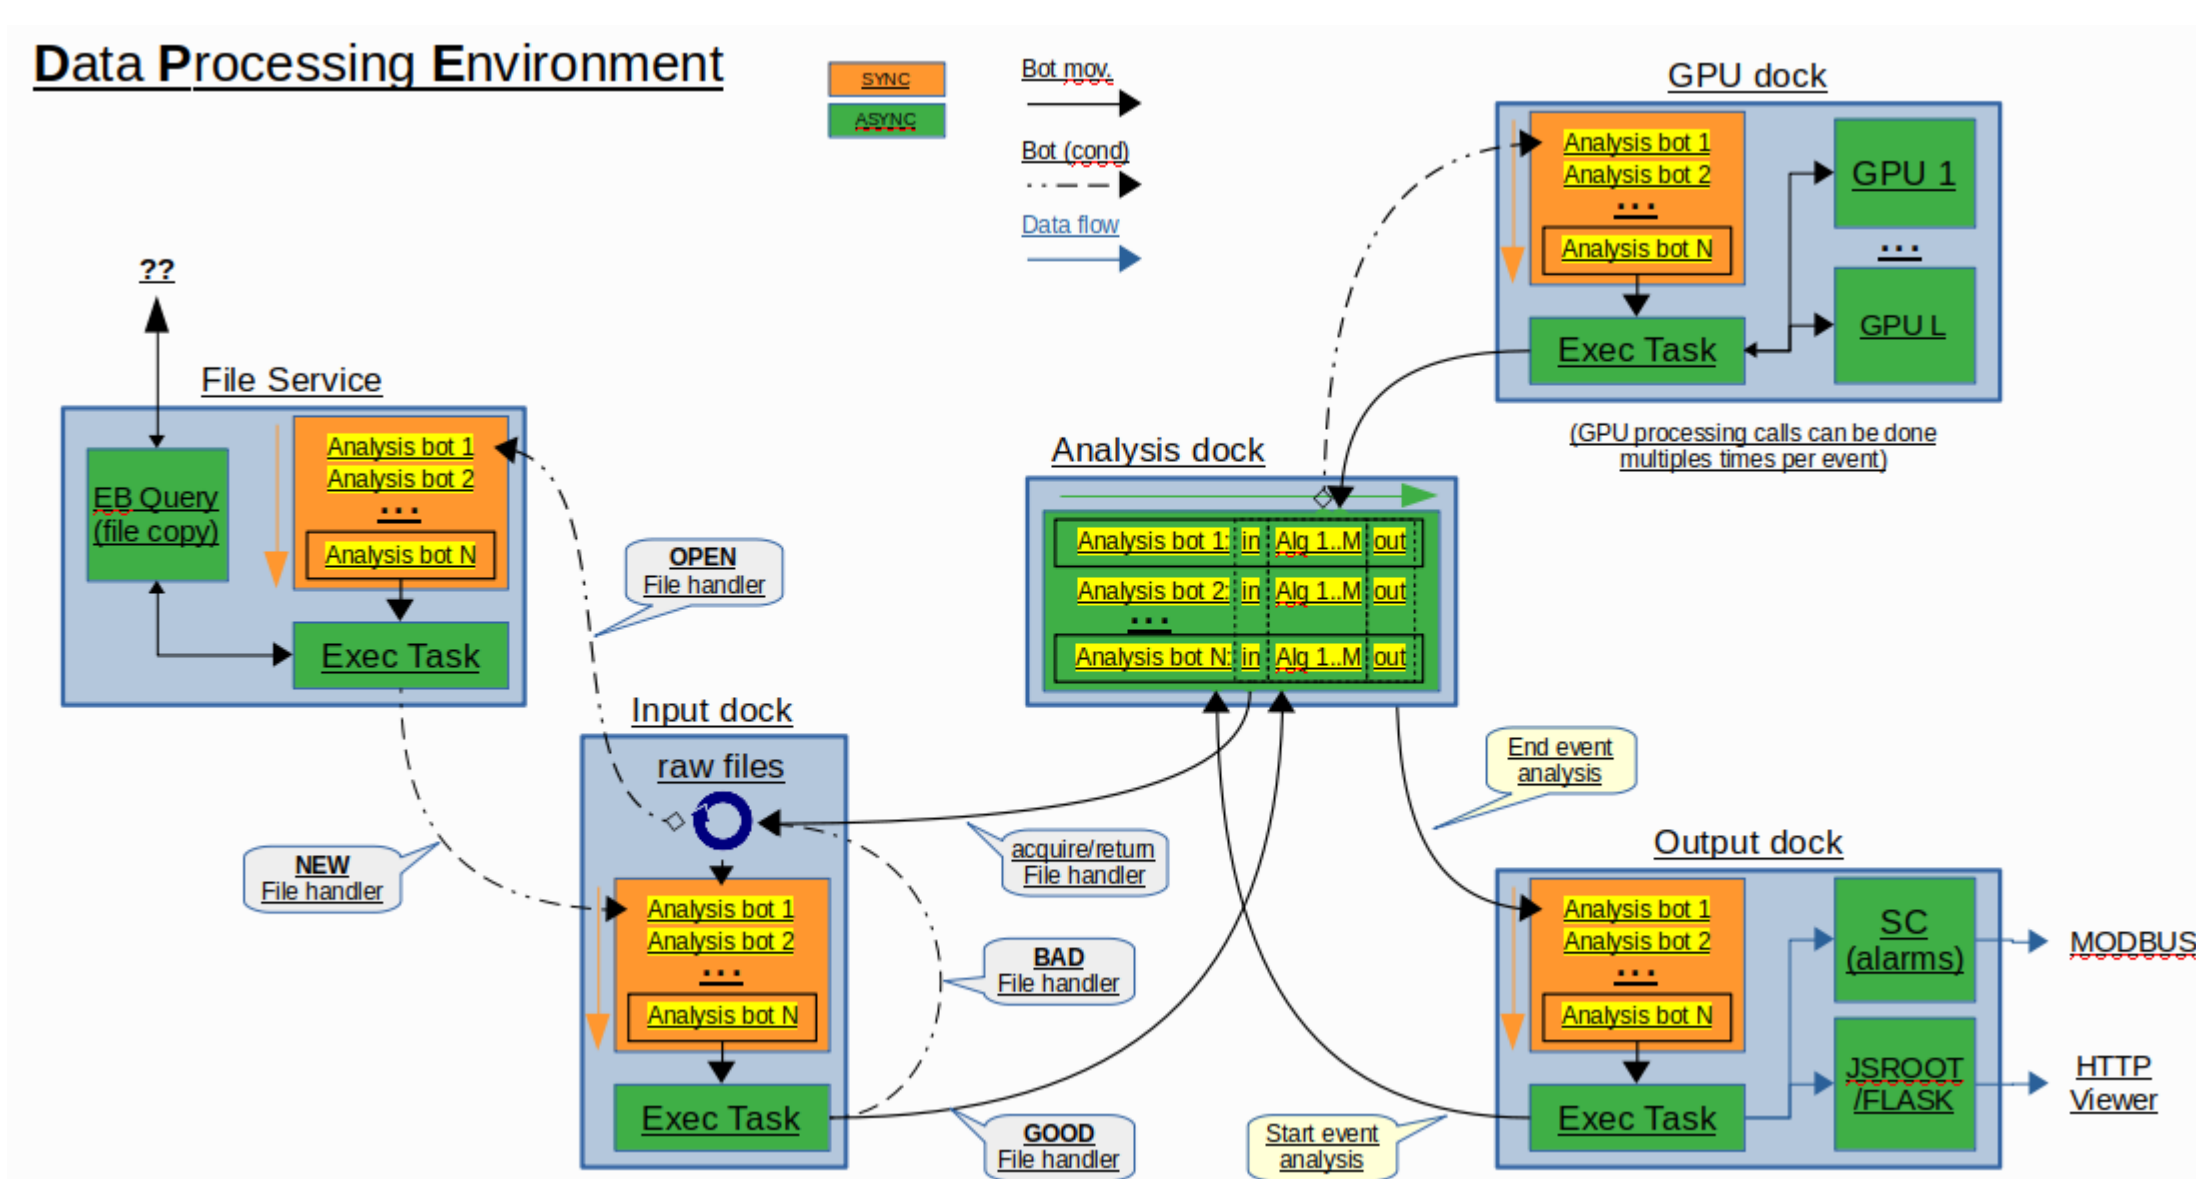 Data Processing Environment
SYNC
ASYNC
Bot mov.
Bot (cond)
Data flow
GPU dock
Analysis bot 1
Analysis bot 2
...
Analysis bot N
Exec Task
GPU 1
...
GPU L
(GPU processing calls can be done
multiples times per event)
??
File Service
EB Query
(file copy)
Analysis bot 1
Analysis bot 2
...
Analysis bot N
Exec Task
OPEN
File handler
NEW
File handler
Input dock
raw files
Analysis bot 1
Analysis bot 2
...
Analysis bot N
Exec Task
Analysis dock
Analysis bot 1: in Alg 1..M out
Analysis bot 2: in Alg 1..M out
...
Analysis bot N: in Alg 1..M out
acquire/return
File handler
BAD
File handler
GOOD
File handler
End event
analysis
Start event
analysis
Output dock
Analysis bot 1
Analysis bot 2
...
Analysis bot N
Exec Task
SC
(alarms)
JSROOT
/FLASK
MODBUS
HTTP
Viewer